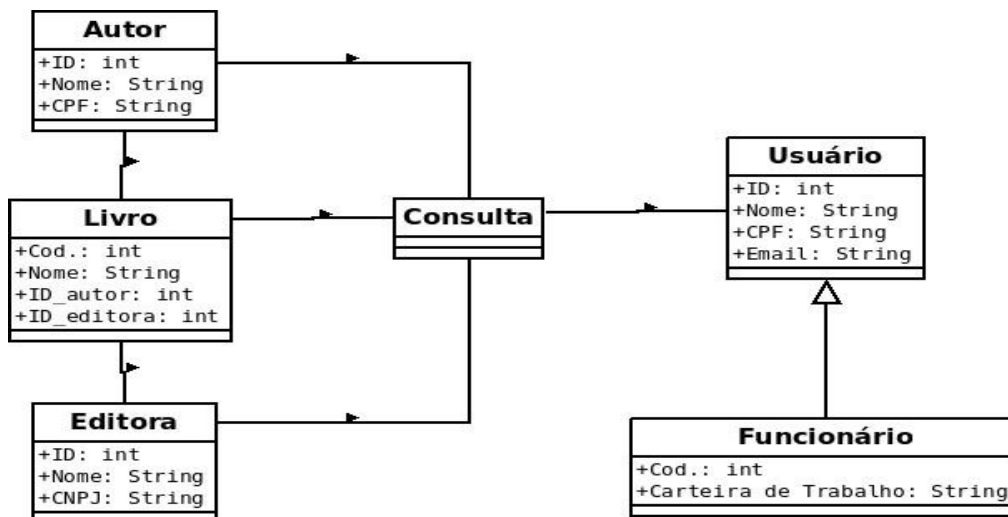 Autor
+ID: int
+Nome: String
+CPF: String
Livro
+Cod.: int
+Nome: String
+ID_autor: int
+ID_editora: int
Editora
+ID: int
+Nome: String
+CNPJ: String
Consulta
Usuário
+ID: int
+Nome: String
+CPF: String
+Email: String
Funcionário
+Cod.: int
+Carteira de Trabalho: String